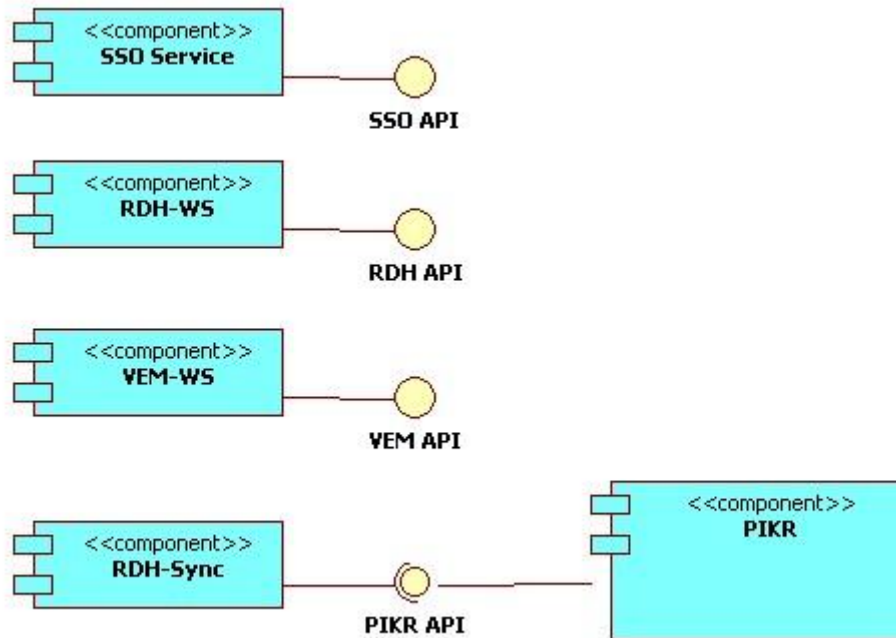 <<component>>
SSO Service
SSO API
<<component>>
RDH-WS
RDH API
<<component>>
VEM-WS
VEM API
<<component>>
PIKR
<<component>>
RDH-Sync
PIKR API